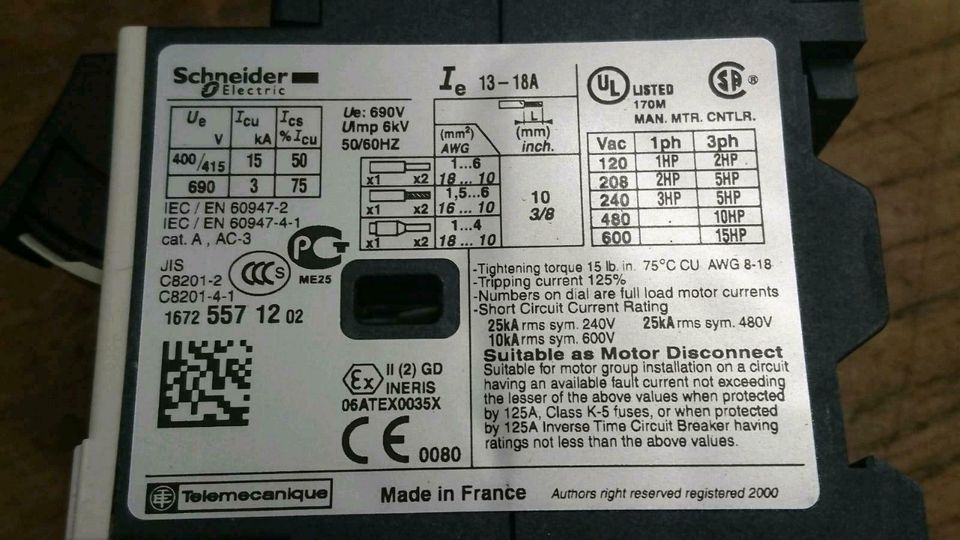 Schneider
Electric
Ue V Icu kA Ics % Icu
400/415 15 50
690 3 75
Ue: 690V
Uimp 6kV
50/60HZ
IEC / EN 60947-2
IEC / EN 60947-4-1
cat. A , AC-3
JIS
C8201-2
C8201-4-1
CCC S
PCT
ME25
1672 557 12 02
Ie 13-18A
L
(mm²) (mm)
AWG inch.
x1 x2 1...6
18 ... 10
x1 x2 1,5...6
16 ... 10
x1 x2 1...4
18 ... 10
10
3/8
UL LISTED
170M
MAN. MTR. CNTLR.
SA ®
Vac 1ph 3ph
120 1HP 2HP
208 2HP 5HP
240 3HP 5HP
480 10HP
600 15HP
-Tightening torque 15 lb. in. 75°C CU AWG 8-18
-Tripping current 125%
-Numbers on dial are full load motor currents
-Short Circuit Current Rating
25kA rms sym. 240V 25kA rms sym. 480V
10kA rms sym. 600V
Suitable as Motor Disconnect
Suitable for motor group installation on a circuit
having an available fault current not exceeding
the lesser of the above values when protected
by 125A, Class K-5 fuses, or when protected
by 125A Inverse Time Circuit Breaker having
ratings not less than the above values.
Ex II (2) GD
INERIS
06ATEX0035X
CE 0080
Telemecanique
Made in France
Authors right reserved registered 2000